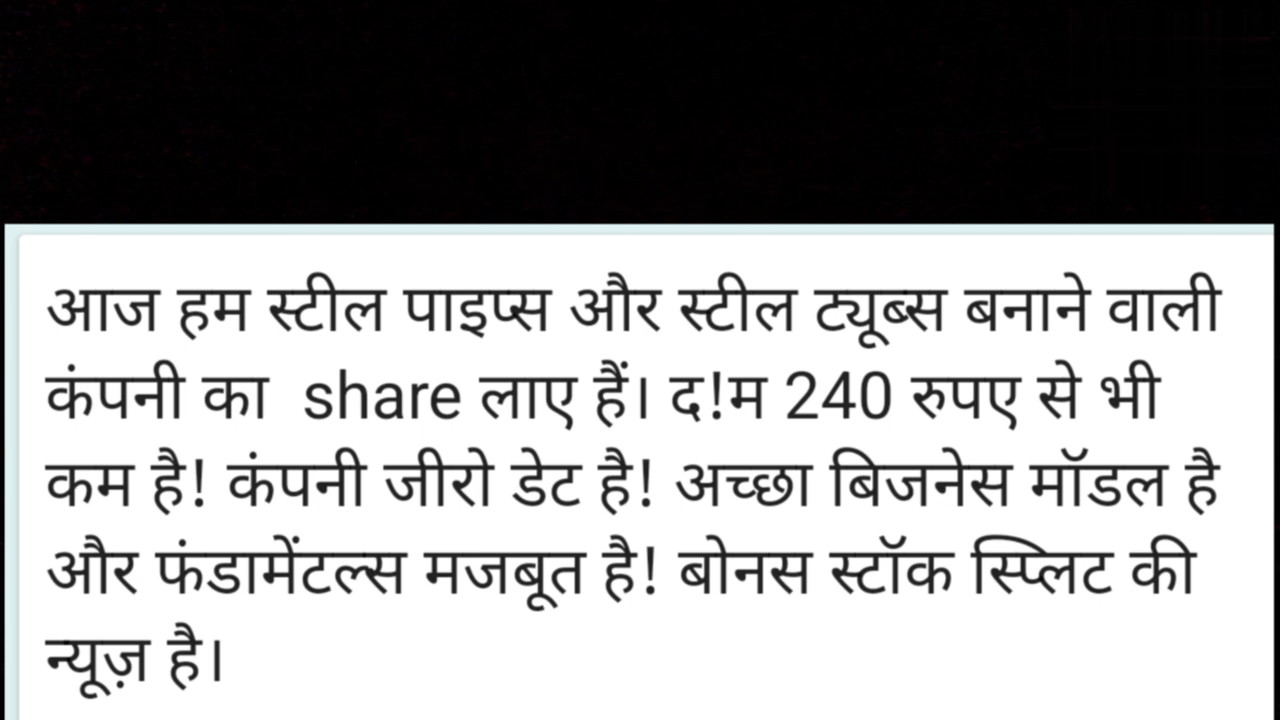 आज हम स्टील पाइप्स और स्टील ट्यूब्स बनाने वाली
कंपनी का  share लाए हैं। द!म 240 रुपए से भी
कम है! कंपनी जीरो डेट है! अच्छा बिजनेस मॉडल है
और फंडामेंटल्स मजबूत है! बोनस स्टॉक स्प्लिट की
न्यूज़ है।